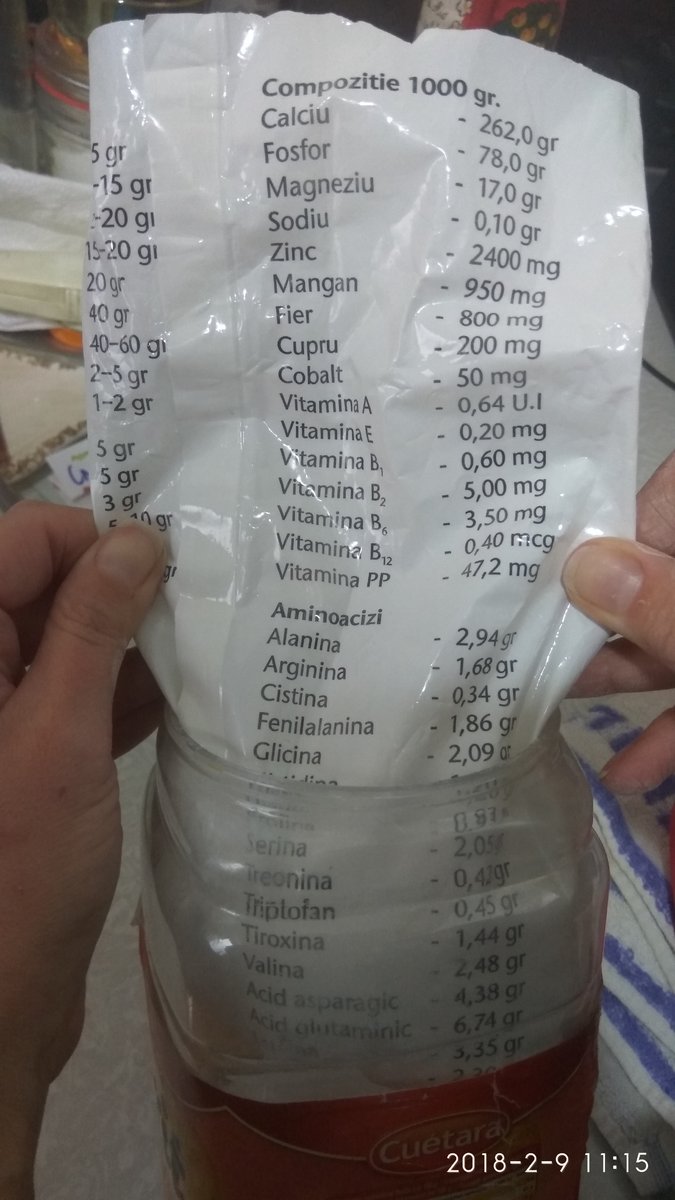 Compozitie 1000 gr.
Calciu - 262,0 gr
Fosfor - 78,0 gr
Magneziu - 17,0 gr
Sodiu - 0,10 gr
Zinc - 2400 mg
Mangan - 950 mg
Fier - 800 mg
Cupru - 200 mg
Cobalt - 50 mg
Vitamina A - 0,64 U.I
Vitamina E - 0,20 mg
Vitamina B₁ - 0,60 mg
Vitamina B₂ - 5,00 mg
Vitamina B₆ - 3,50 mg
Vitamina B₁₂ - 0,40 mcg
Vitamina PP - 47,2 mg
Aminoacizi
Alanina - 2,94 gr
Arginina - 1,68 gr
Cistina - 0,34 gr
Fenilalanina - 1,86 gr
Glicina - 2,09 gr
Serina
Treonina
Triptofan - 0,45 gr
Tiroxina - 1,44 gr
Valina - 2,48 gr
Acid asparagic - 4,38 gr
Acid glutaminic - 6,74 gr
3,35 gr
5 gr
-15 gr
-20 gr
15-20 gr
20 gr
40 gr
40-60 gr
2-5 gr
1-2 gr
5 gr
5 gr
3 gr
Cuétara
2018-2-9 11:15